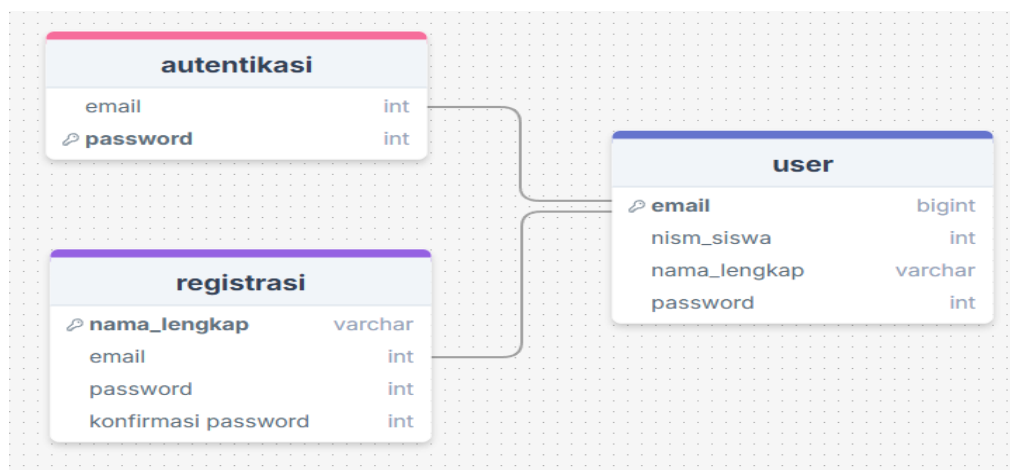 autentikasi
email int
password int
registrasi
nama_lengkap varchar
email int
password int
konfirmasi password int
user
email bigint
nism_siswa int
nama_lengkap varchar
password int